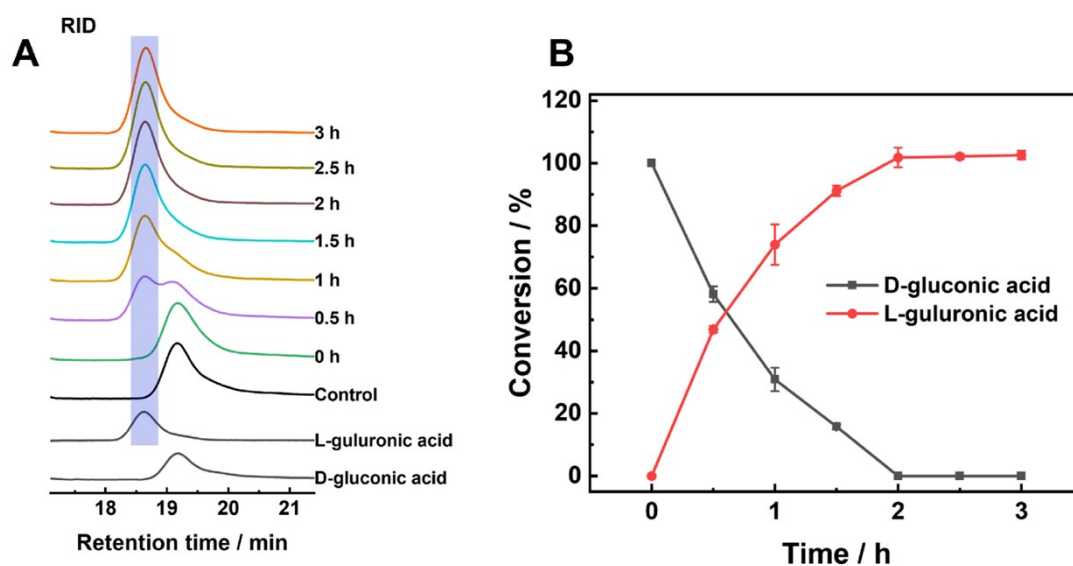 RID
A
3 h
2.5 h
2 h
1.5 h
1 h
0.5 h
0 h
Control
L-guluronic acid
D-gluconic acid
18 19 20 21
Retention time / min
B
120
100
80
60
40
20
0
Conversion / %
D-gluconic acid
L-guluronic acid
0 1 2 3
Time / h